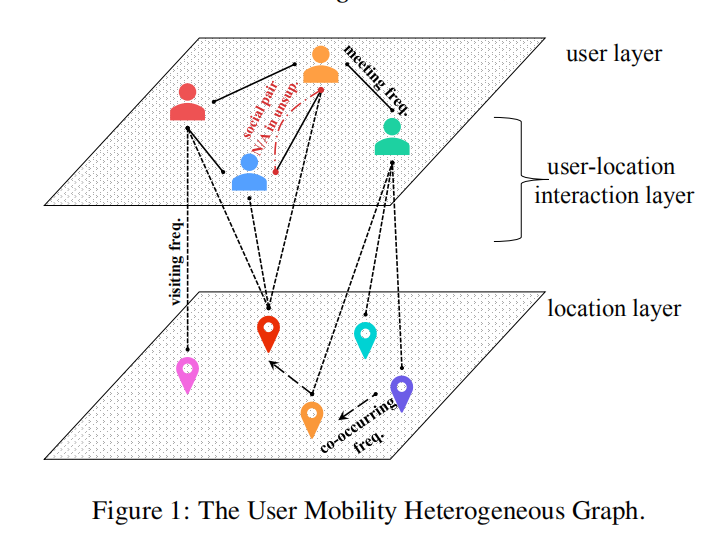 user layer
meeting freq.
social pair
N/A in unsup.
user-location
interaction layer
visiting freq.
location layer
co-occurring
freq.
Figure 1: The User Mobility Heterogeneous Graph.